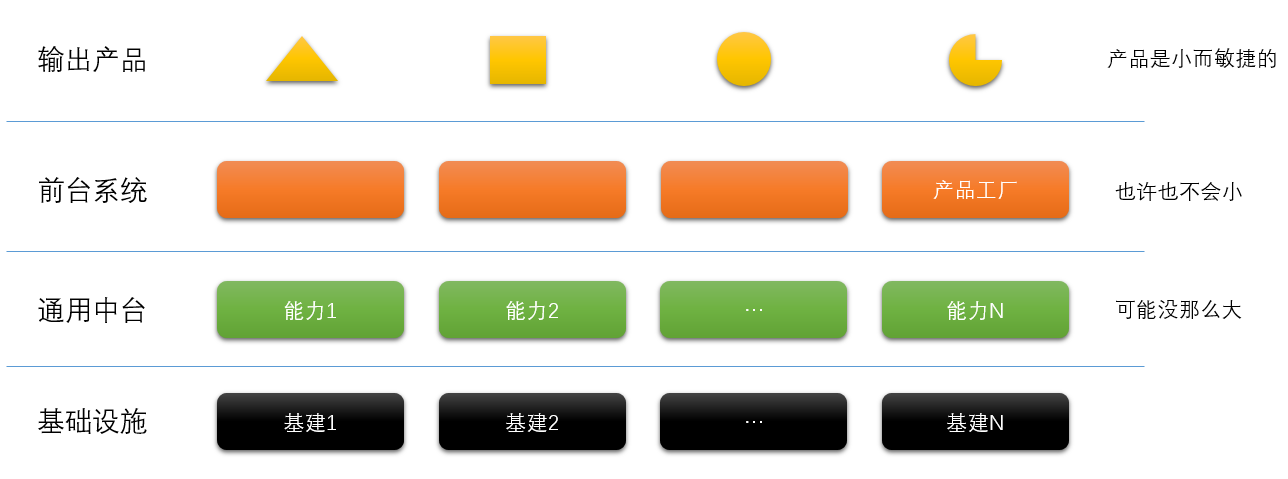 输出产品
产品是小而敏捷的
前台系统
产品工厂
也许也不会小
通用中台
能力1
能力2
…
能力N
可能没那么大
基础设施
基建1
基建2
…
基建N